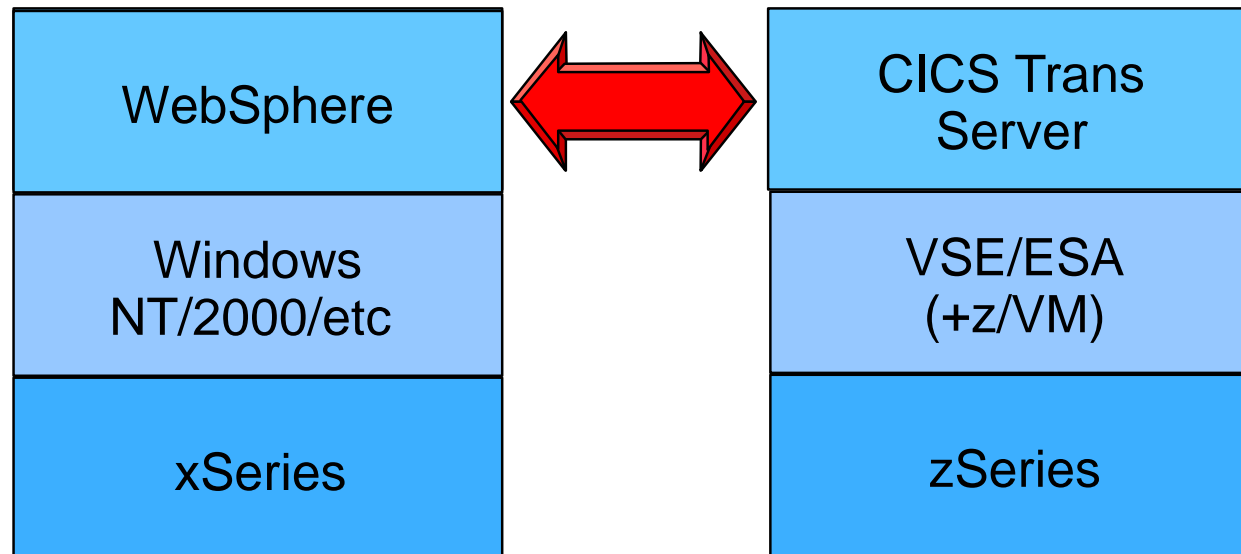 WebSphere
Windows
NT/2000/etc
xSeries
CICS Trans
Server
VSE/ESA
(+z/VM)
zSeries